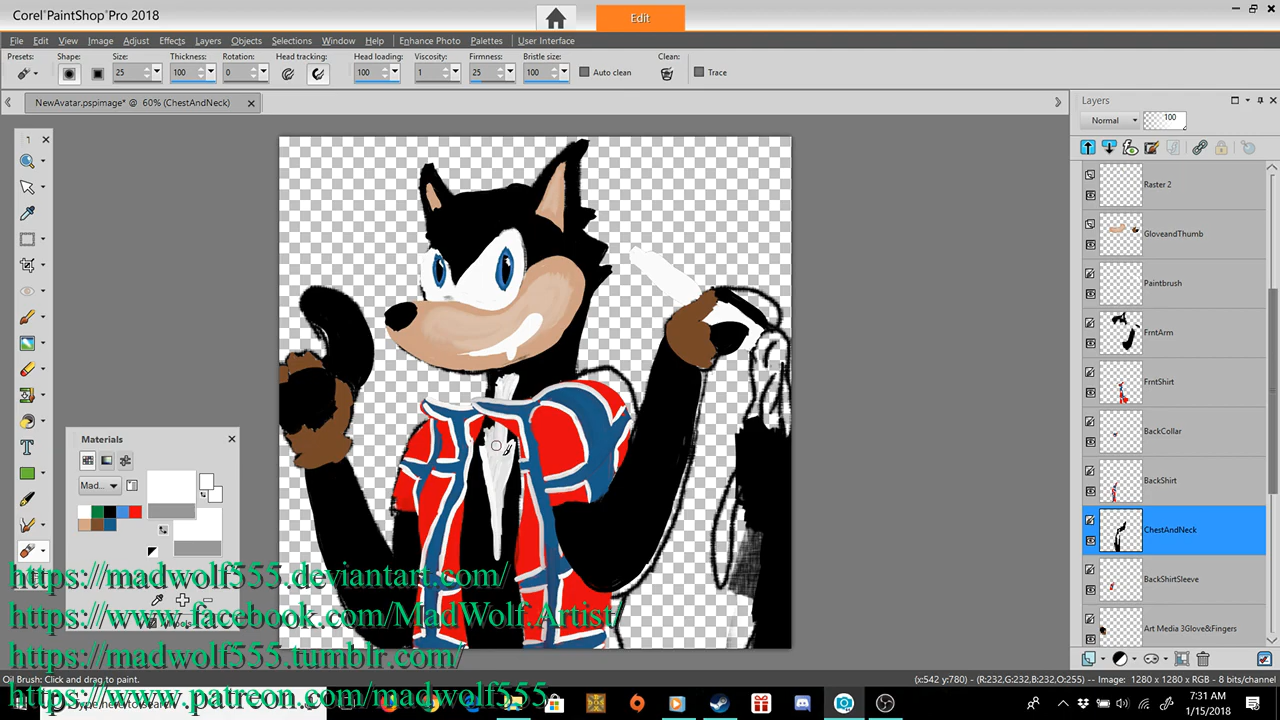 Corel PaintShop Pro 2018
Edit
File Edit View Image Adjust Effects Layers Objects Selections Window Help Enhance Photo Palettes User Interface
Presets: Shape: Size: Thickness: Rotation: Head tracking: Head loading: Viscosity: Firmness: Bristle size: Clean:
25 100 0 100 1 25 100 Auto clean Trace
NewAvatar.pspimage* @ 60% (ChestAndNeck)
Layers
Normal 100
Raster 2
GloveandThumb
Paintbrush
FrntArm
FrntShirt
BackCollar
BackShirt
ChestAndNeck
BackShirtSleeve
Art Media 3Glove&Fingers
1
Materials
Mad...
https://madwolf555.deviantart.com/
https://www.facebook.com/MadWolf.Artist/
https://madwolf555.tumblr.com/
https://www.patreon.com/madwolf555
Oil Brush: Click and drag to paint.
(x:542 y:780) -- (R:232,G:232,B:232,O:255) -- Image: 1280 x 1280 x RGB - 8 bits/channel
7:31 AM
1/15/2018